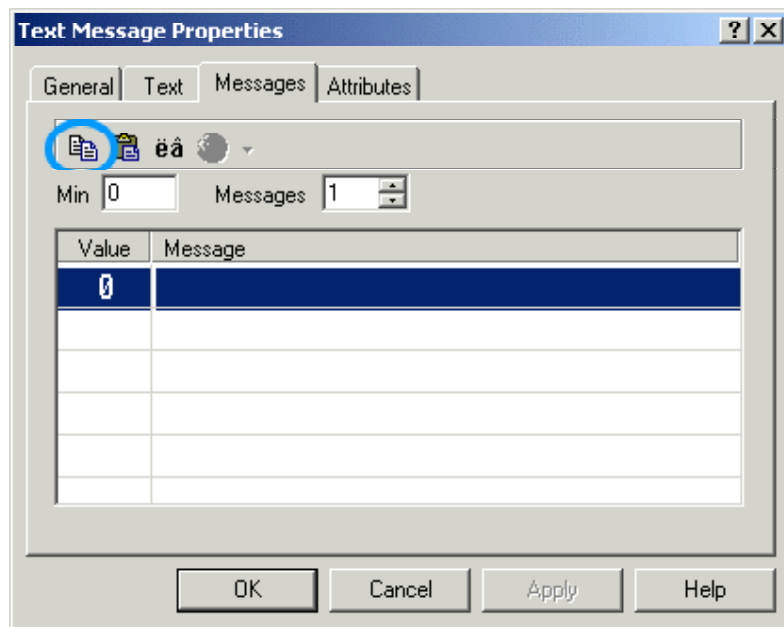 Text Message Properties ? X
General Text Messages Attributes
ëâ
Min 0 Messages 1
Value Message
0
OK Cancel Apply Help